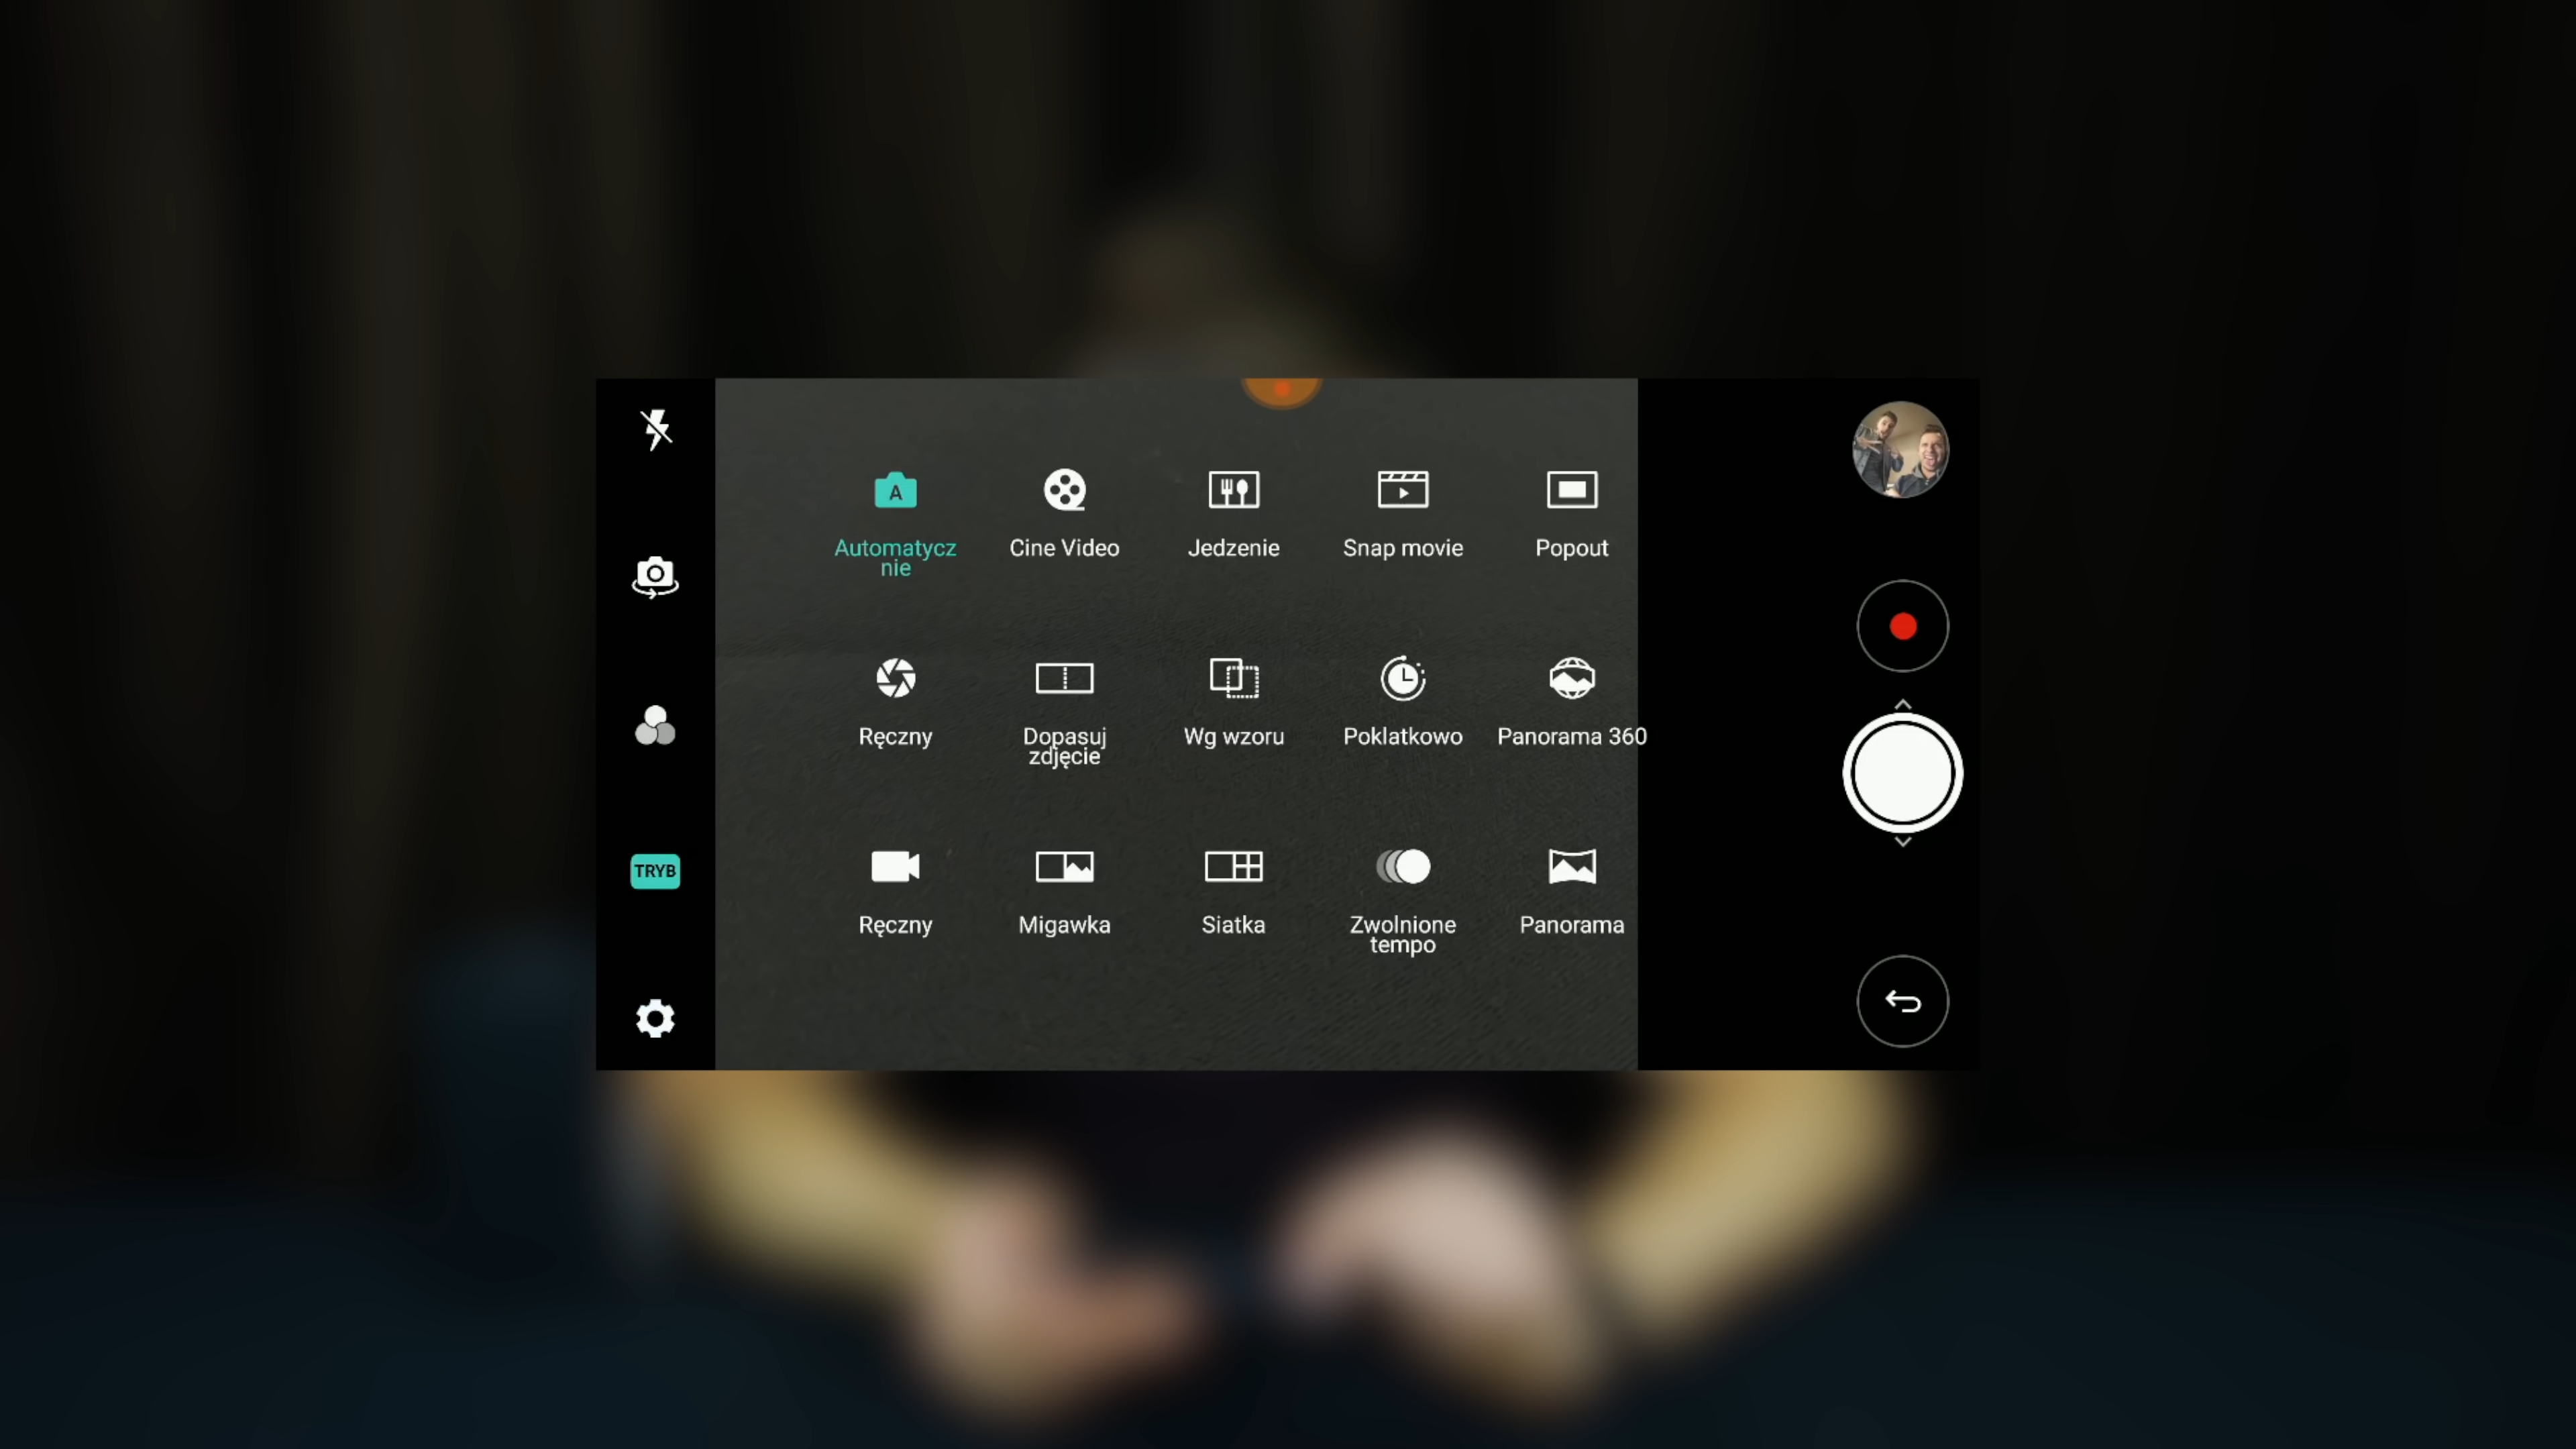 A
Automatycz
nie
Cine Video
Jedzenie
Snap movie
Popout
Ręczny
Dopasuj
zdjęcie
Wg wzoru
Poklatkowo
Panorama 360
TRYB
Ręczny
Migawka
Siatka
Zwolnione
tempo
Panorama